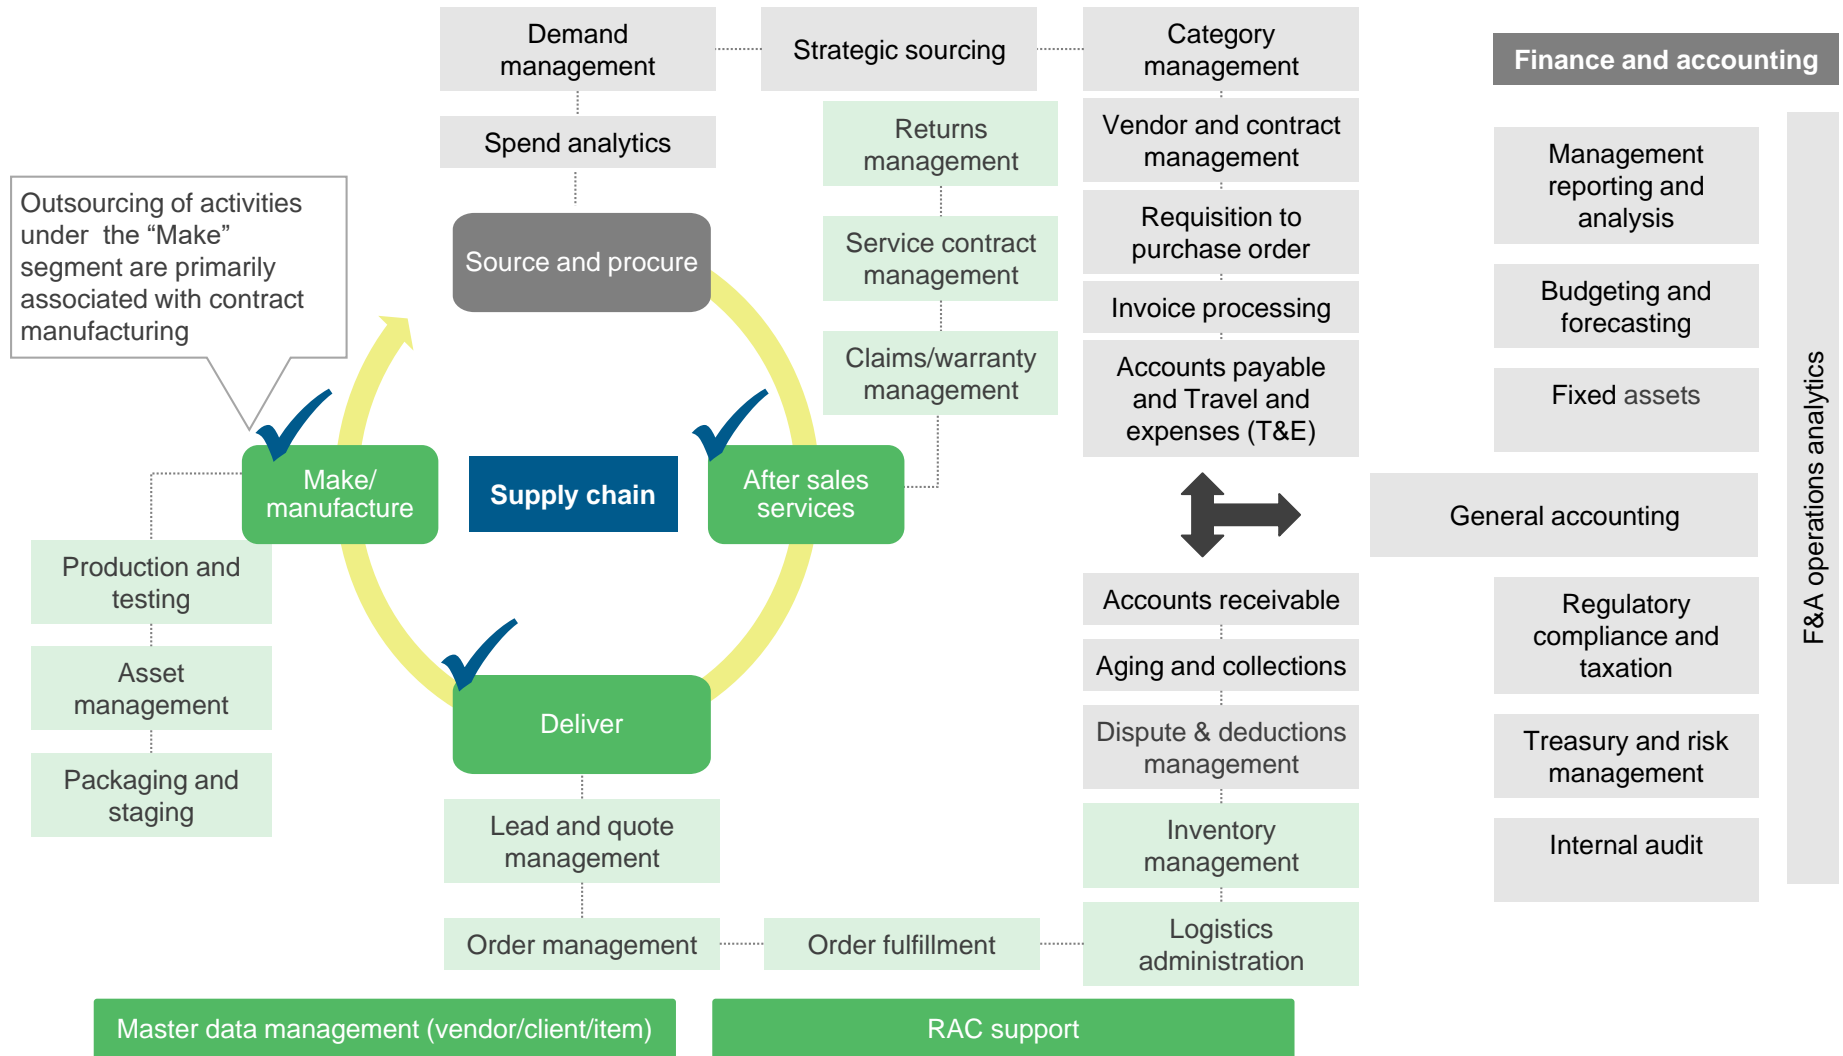 Demand
management
Strategic sourcing
Category
management
Finance and accounting
Spend analytics
Returns
management
Vendor and contract
management
Management
reporting and
analysis
Outsourcing of activities
under the “Make”
segment are primarily
associated with contract
manufacturing
Source and procure
Service contract
management
Requisition to
purchase order
Budgeting and
forecasting
Invoice processing
Claims/warranty
management
Accounts payable
and Travel and
expenses (T&E)
Fixed assets
F&A operations analytics
Make/
manufacture
Supply chain
After sales
services
General accounting
Production and
testing
Accounts receivable
Regulatory
compliance and
taxation
Asset
management
Aging and collections
Deliver
Dispute & deductions
management
Treasury and risk
management
Packaging and
staging
Lead and quote
management
Inventory
management
Internal audit
Order management
Order fulfillment
Logistics
administration
Master data management (vendor/client/item)
RAC support